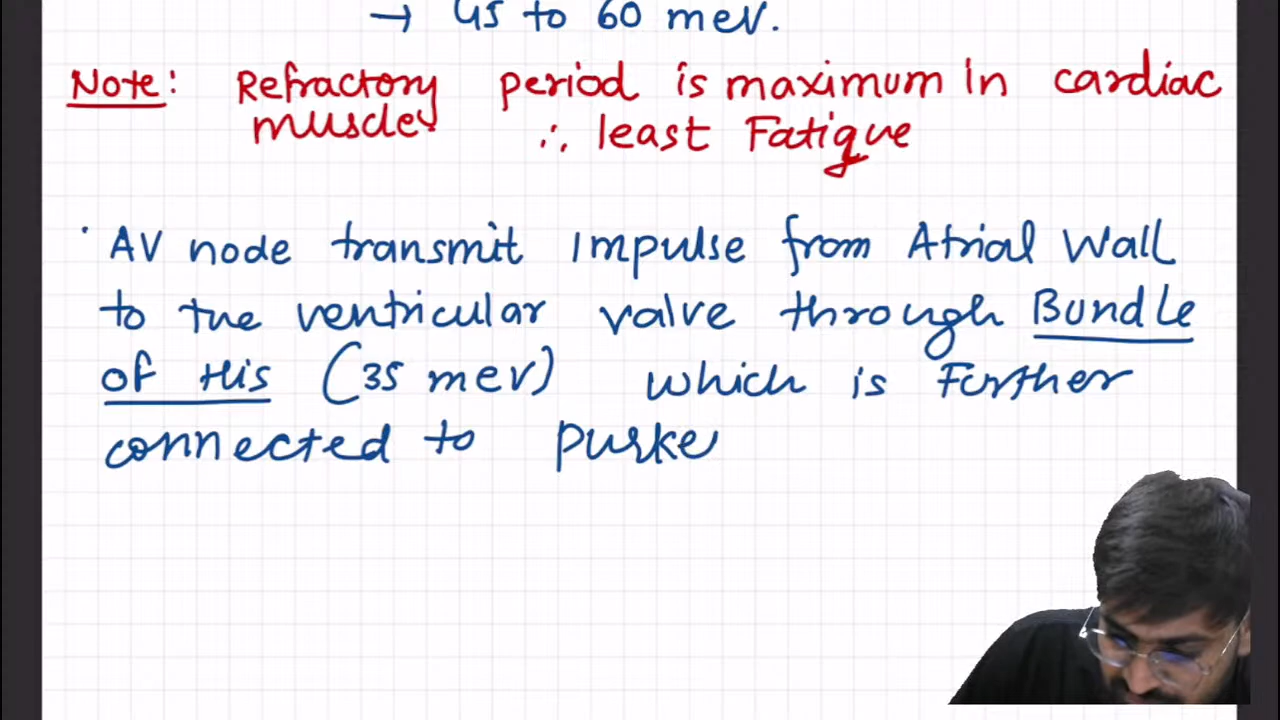 → 45 to 60 mev.
Note: Refractory period is maximum in cardiac
muscle. ∴ least Fatigue
· AV node transmit impulse from Atrial Wall
to the ventricular valve through Bundle
of His (35 mev) which is Further
connected to purke